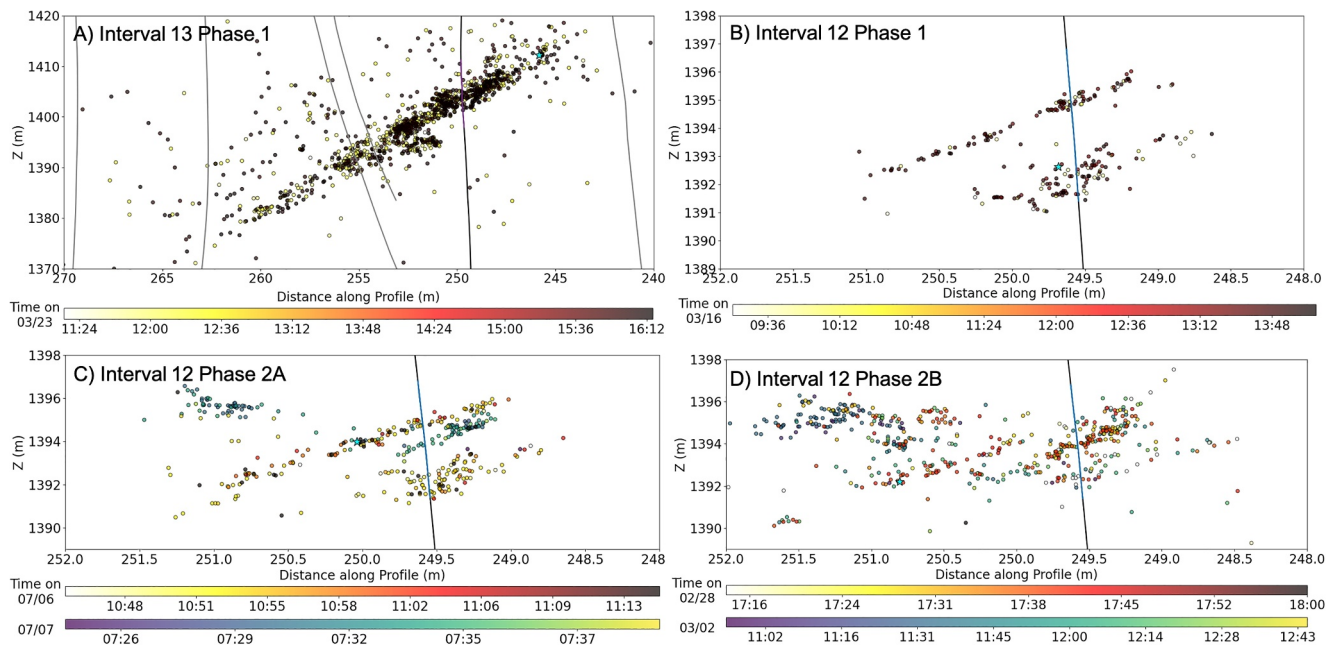 A) Interval 13 Phase 1
Z (m)
1420
1410
1400
1390
1380
1370
270
265
260
255
250
245
240
Distance along Profile (m)
Time on
03/23
11:24 12:00 12:36 13:12 13:48 14:24 15:00 15:36 16:12
B) Interval 12 Phase 1
Z (m)
1398
1397
1396
1395
1394
1393
1392
1391
1390
1389
252.0 251.5 251.0 250.5 250.0 249.5 249.0 248.5 248.0
Distance along Profile (m)
Time on
03/16
09:36 10:12 10:48 11:24 12:00 12:36 13:12 13:48
C) Interval 12 Phase 2A
Z (m)
1398
1396
1394
1392
1390
252.0 251.5 251.0 250.5 250.0 249.5 249.0 248.5 248
Distance along Profile (m)
Time on
07/06
10:48 10:51 10:55 10:58 11:02 11:06 11:09 11:13
07/07
07:26 07:29 07:32 07:35 07:37
D) Interval 12 Phase 2B
Z (m)
1398
1396
1394
1392
1390
252.0 251.5 251.0 250.5 250.0 249.5 249.0 248.5 248.0
Distance along Profile (m)
Time on
02/28
17:16 17:24 17:31 17:38 17:45 17:52 18:00
03/02
11:02 11:16 11:31 11:45 12:00 12:14 12:28 12:43